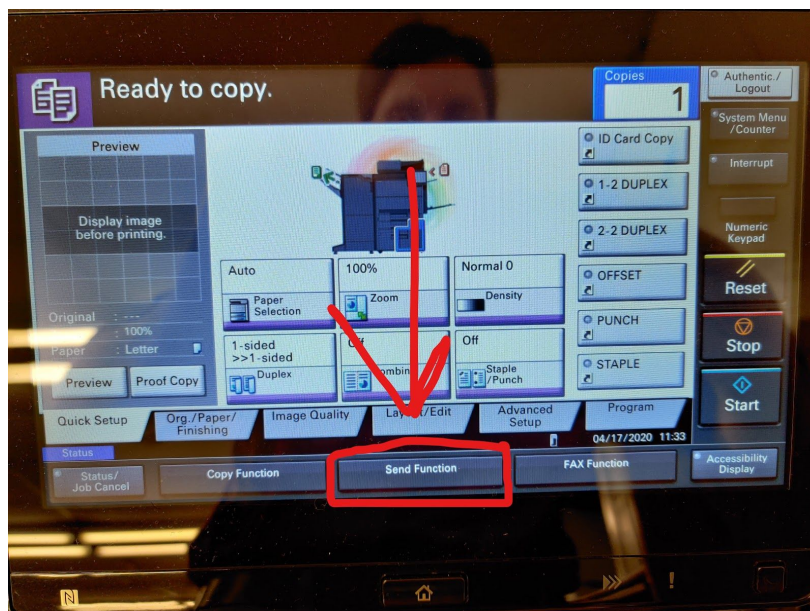 Ready to copy.
Copies
1
Authentic./
Logout
System Menu
/Counter
Interrupt
Numeric
Keypad
Reset
Stop
Start
Preview
Display image
before printing.
Original : ---
: 100%
Paper : Letter
Preview
Proof Copy
Auto
Paper
Selection
100%
Zoom
Normal 0
Density
1-sided
>>1-sided
Duplex
Off
Staple
/Punch
ID Card Copy
1-2 DUPLEX
2-2 DUPLEX
OFFSET
PUNCH
STAPLE
Quick Setup
Org./Paper/
Finishing
Image Quality
Advanced
Setup
Program
Status
04/17/2020 11:33
Status/
Job Cancel
Copy Function
Send Function
FAX Function
Accessibility
Display